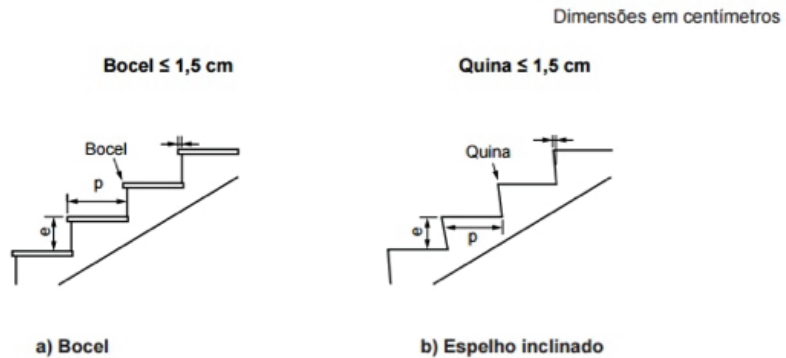 Dimensões em centímetros
Bocel ≤ 1,5 cm
Quina ≤ 1,5 cm
Bocel
p
e
Quina
e
p
a) Bocel
b) Espelho inclinado